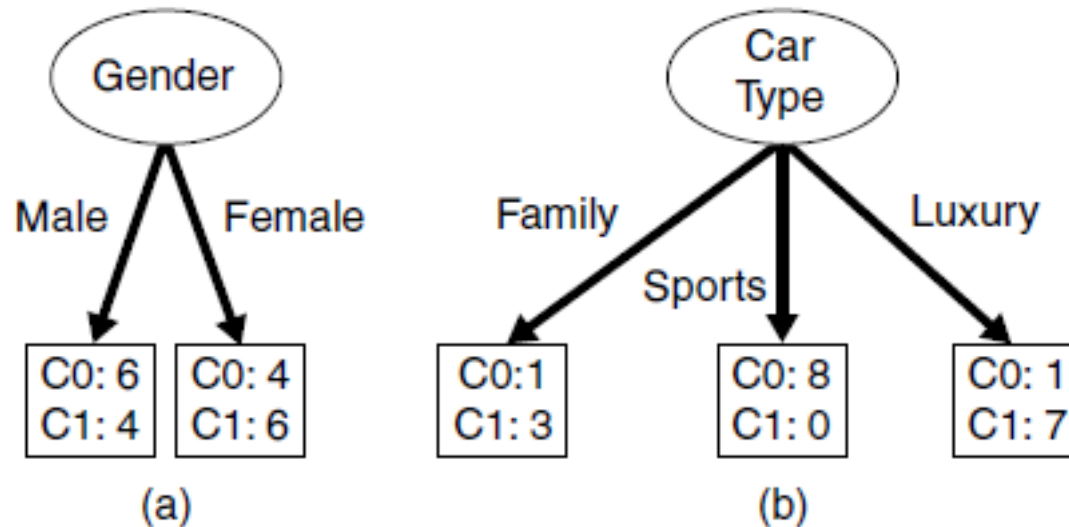 Gender
Male
Female
C0: 6
C1: 4
C0: 4
C1: 6
(a)
Car
Type
Family
Sports
Luxury
C0:1
C1: 3
C0: 8
C1: 0
C0: 1
C1: 7
(b)